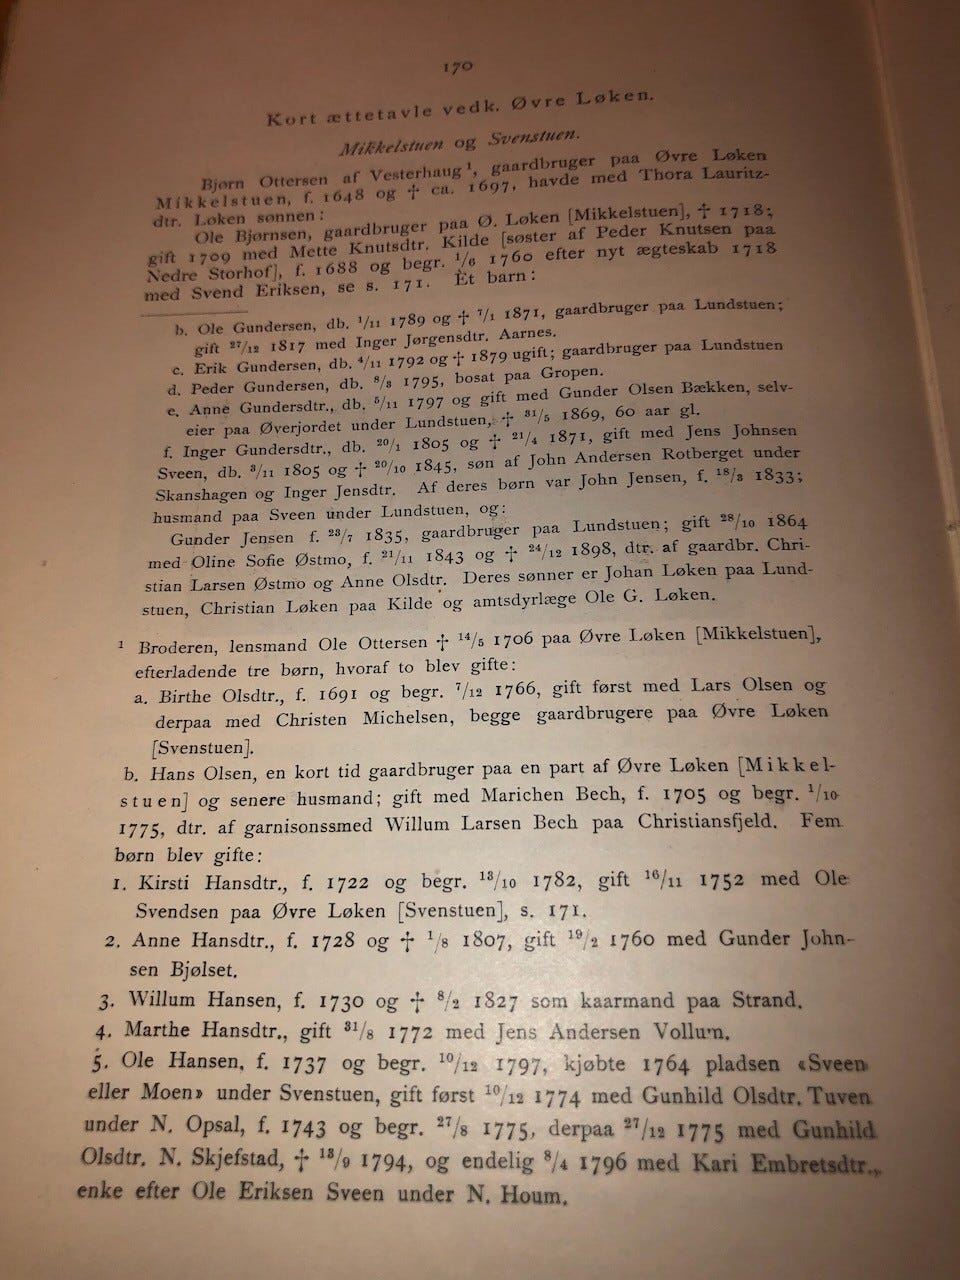 170
Kort ættetavle vedk. Øvre Løken.
Mikkelstuen og Svenstuen.
Bjørn Ottersen af Vesterhaug¹, gaardbruger paa Øvre Løken
Mikkelstuen, f. 1648 og † ca. 1697, havde med Thora Lauritz-
dtr. Løken sønnen:
Ole Bjørnsen, gaardbruger paa Ø. Løken [Mikkelstuen], † 1718;
gift 1709 med Mette Knutsdtr. Kilde [søster af Peder Knutsen paa
Nedre Storhof], f. 1688 og begr. 1/6 1760 efter nyt ægteskab 1718
med Svend Eriksen, se s. 171. Ét barn:
b. Ole Gundersen, db. 1/11 1789 og † 7/1 1871, gaardbruger paa Lundstuen;
gift 27/12 1817 med Inger Jørgensdtr. Aarnes.
c. Erik Gundersen, db. 4/11 1792 og † 1879 ugift; gaardbruger paa Lundstuen
d. Peder Gundersen, db. 8/8 1795, bosat paa Gropen.
e. Anne Gundersdtr., db. 5/11 1797 og gift med Gunder Olsen Bækken, selv-
eier paa Øverjordet under Lundstuen, † 31/5 1869, 60 aar gl.
f. Inger Gundersdtr., db. 20/1 1805 og † 21/4 1871, gift med Jens Johnsen
Sveen, db. 3/11 1805 og † 20/10 1845, søn af John Andersen Rotberget under
Skanshagen og Inger Jensdtr. Af deres børn var John Jensen, f. 18/3 1833;
husmand paa Sveen under Lundstuen, og:
Gunder Jensen f. 23/7 1835, gaardbruger paa Lundstuen; gift 28/10 1864
med Oline Sofie Østmo, f. 21/11 1843 og † 24/12 1898, dtr. af gaardbr. Chri-
stian Larsen Østmo og Anne Olsdtr. Deres sønner er Johan Løken paa Lund-
stuen, Christian Løken paa Kilde og amtsdyrlæge Ole G. Løken.
¹ Broderen, lensmand Ole Ottersen † 14/5 1706 paa Øvre Løken [Mikkelstuen],
efterladende tre børn, hvoraf to blev gifte:
a. Birthe Olsdtr., f. 1691 og begr. 7/12 1766, gift først med Lars Olsen og
derpaa med Christen Michelsen, begge gaardbrugere paa Øvre Løken
[Svenstuen].
b. Hans Olsen, en kort tid gaardbruger paa en part af Øvre Løken [Mikkel-
stuen] og senere husmand; gift med Marichen Bech, f. 1705 og begr. 1/10
1775, dtr. af garnisonssmed Willum Larsen Bech paa Christiansfjeld. Fem
børn blev gifte:
1. Kirsti Hansdtr., f. 1722 og begr. 13/10 1782, gift 16/11 1752 med Ole
Svendsen paa Øvre Løken [Svenstuen], s. 171.
2. Anne Hansdtr., f. 1728 og † 1/8 1807, gift 19/2 1760 med Gunder John-
sen Bjølset.
3. Willum Hansen, f. 1730 og † 8/2 1827 som kaarmand paa Strand.
4. Marthe Hansdtr., gift 31/8 1772 med Jens Andersen Vollum.
5. Ole Hansen, f. 1737 og begr. 10/12 1797, kjøbte 1764 pladsen «Sveen
eller Moen» under Svenstuen, gift først 10/12 1774 med Gunhild Olsdtr. Tuven
under N. Opsal, f. 1743 og begr. 27/8 1775, derpaa 27/12 1775 med Gunhild
Olsdtr. N. Skjefstad, † 13/9 1794, og endelig 8/4 1796 med Kari Embretsdtr.,
enke efter Ole Eriksen Sveen under N. Houm.